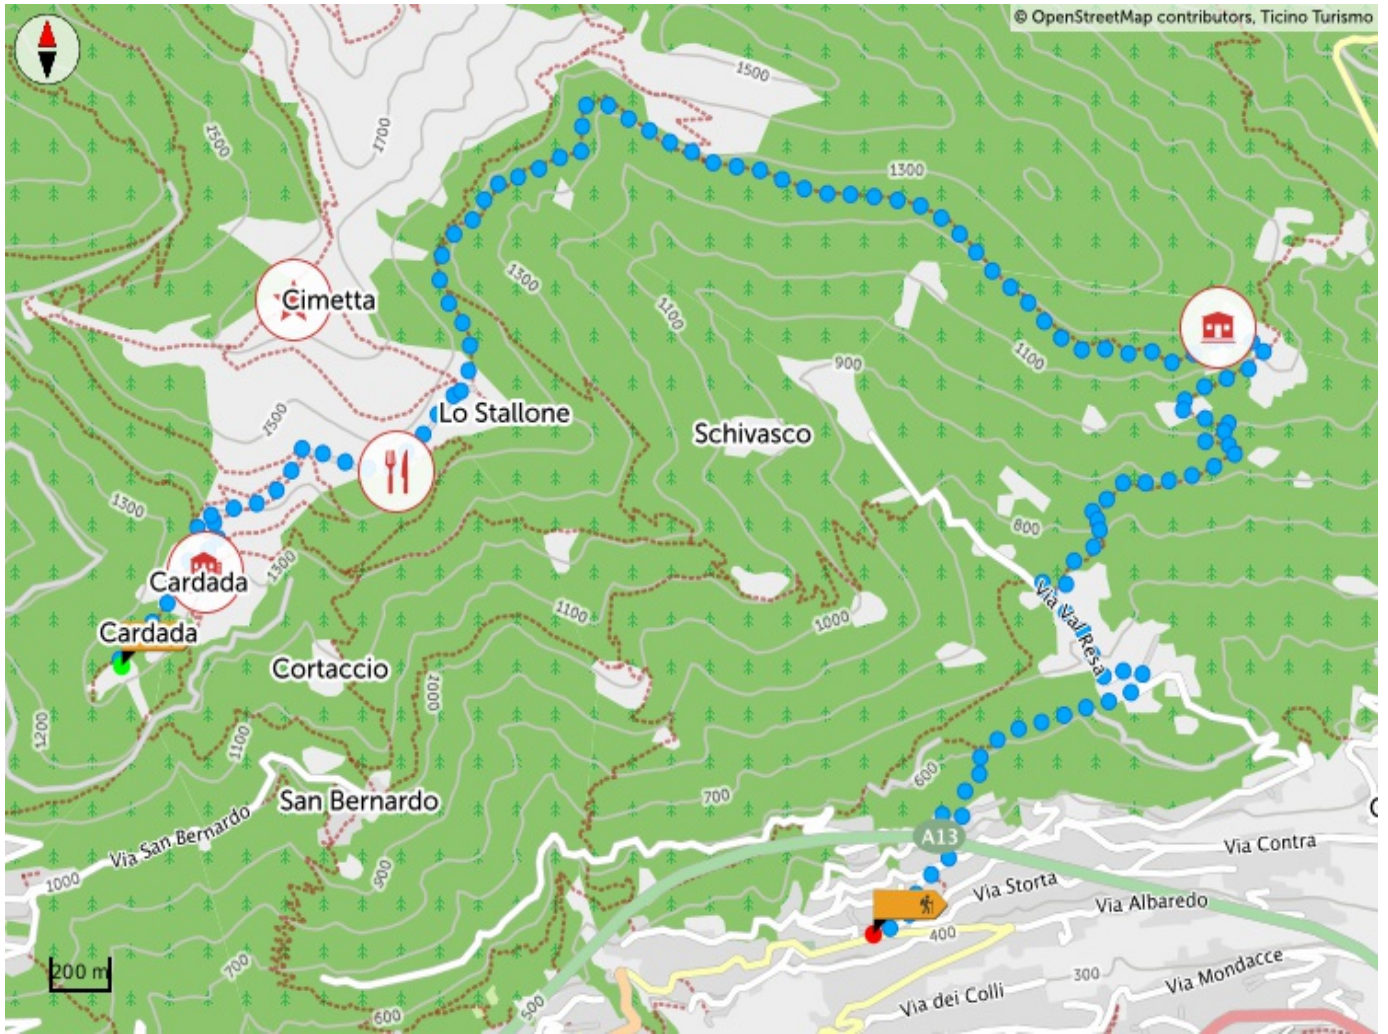 © OpenStreetMap contributors, Ticino Turismo
1500
1700
1500
1300
1300
Cimetta
1100
1100
900
1500
Lo Stallone
Schivasco
1300
800
1300
Cardada
Via Val Resa
1100
1000
Cardada
Cortaccio
1000
1200
1100
600
700
San Bernardo
Via San Bernardo
A13
Via Contra
1000
900
Via Storta
Via Albaredo
400
700
200 m
300
Via Mondacce
Via dei Colli
500
600